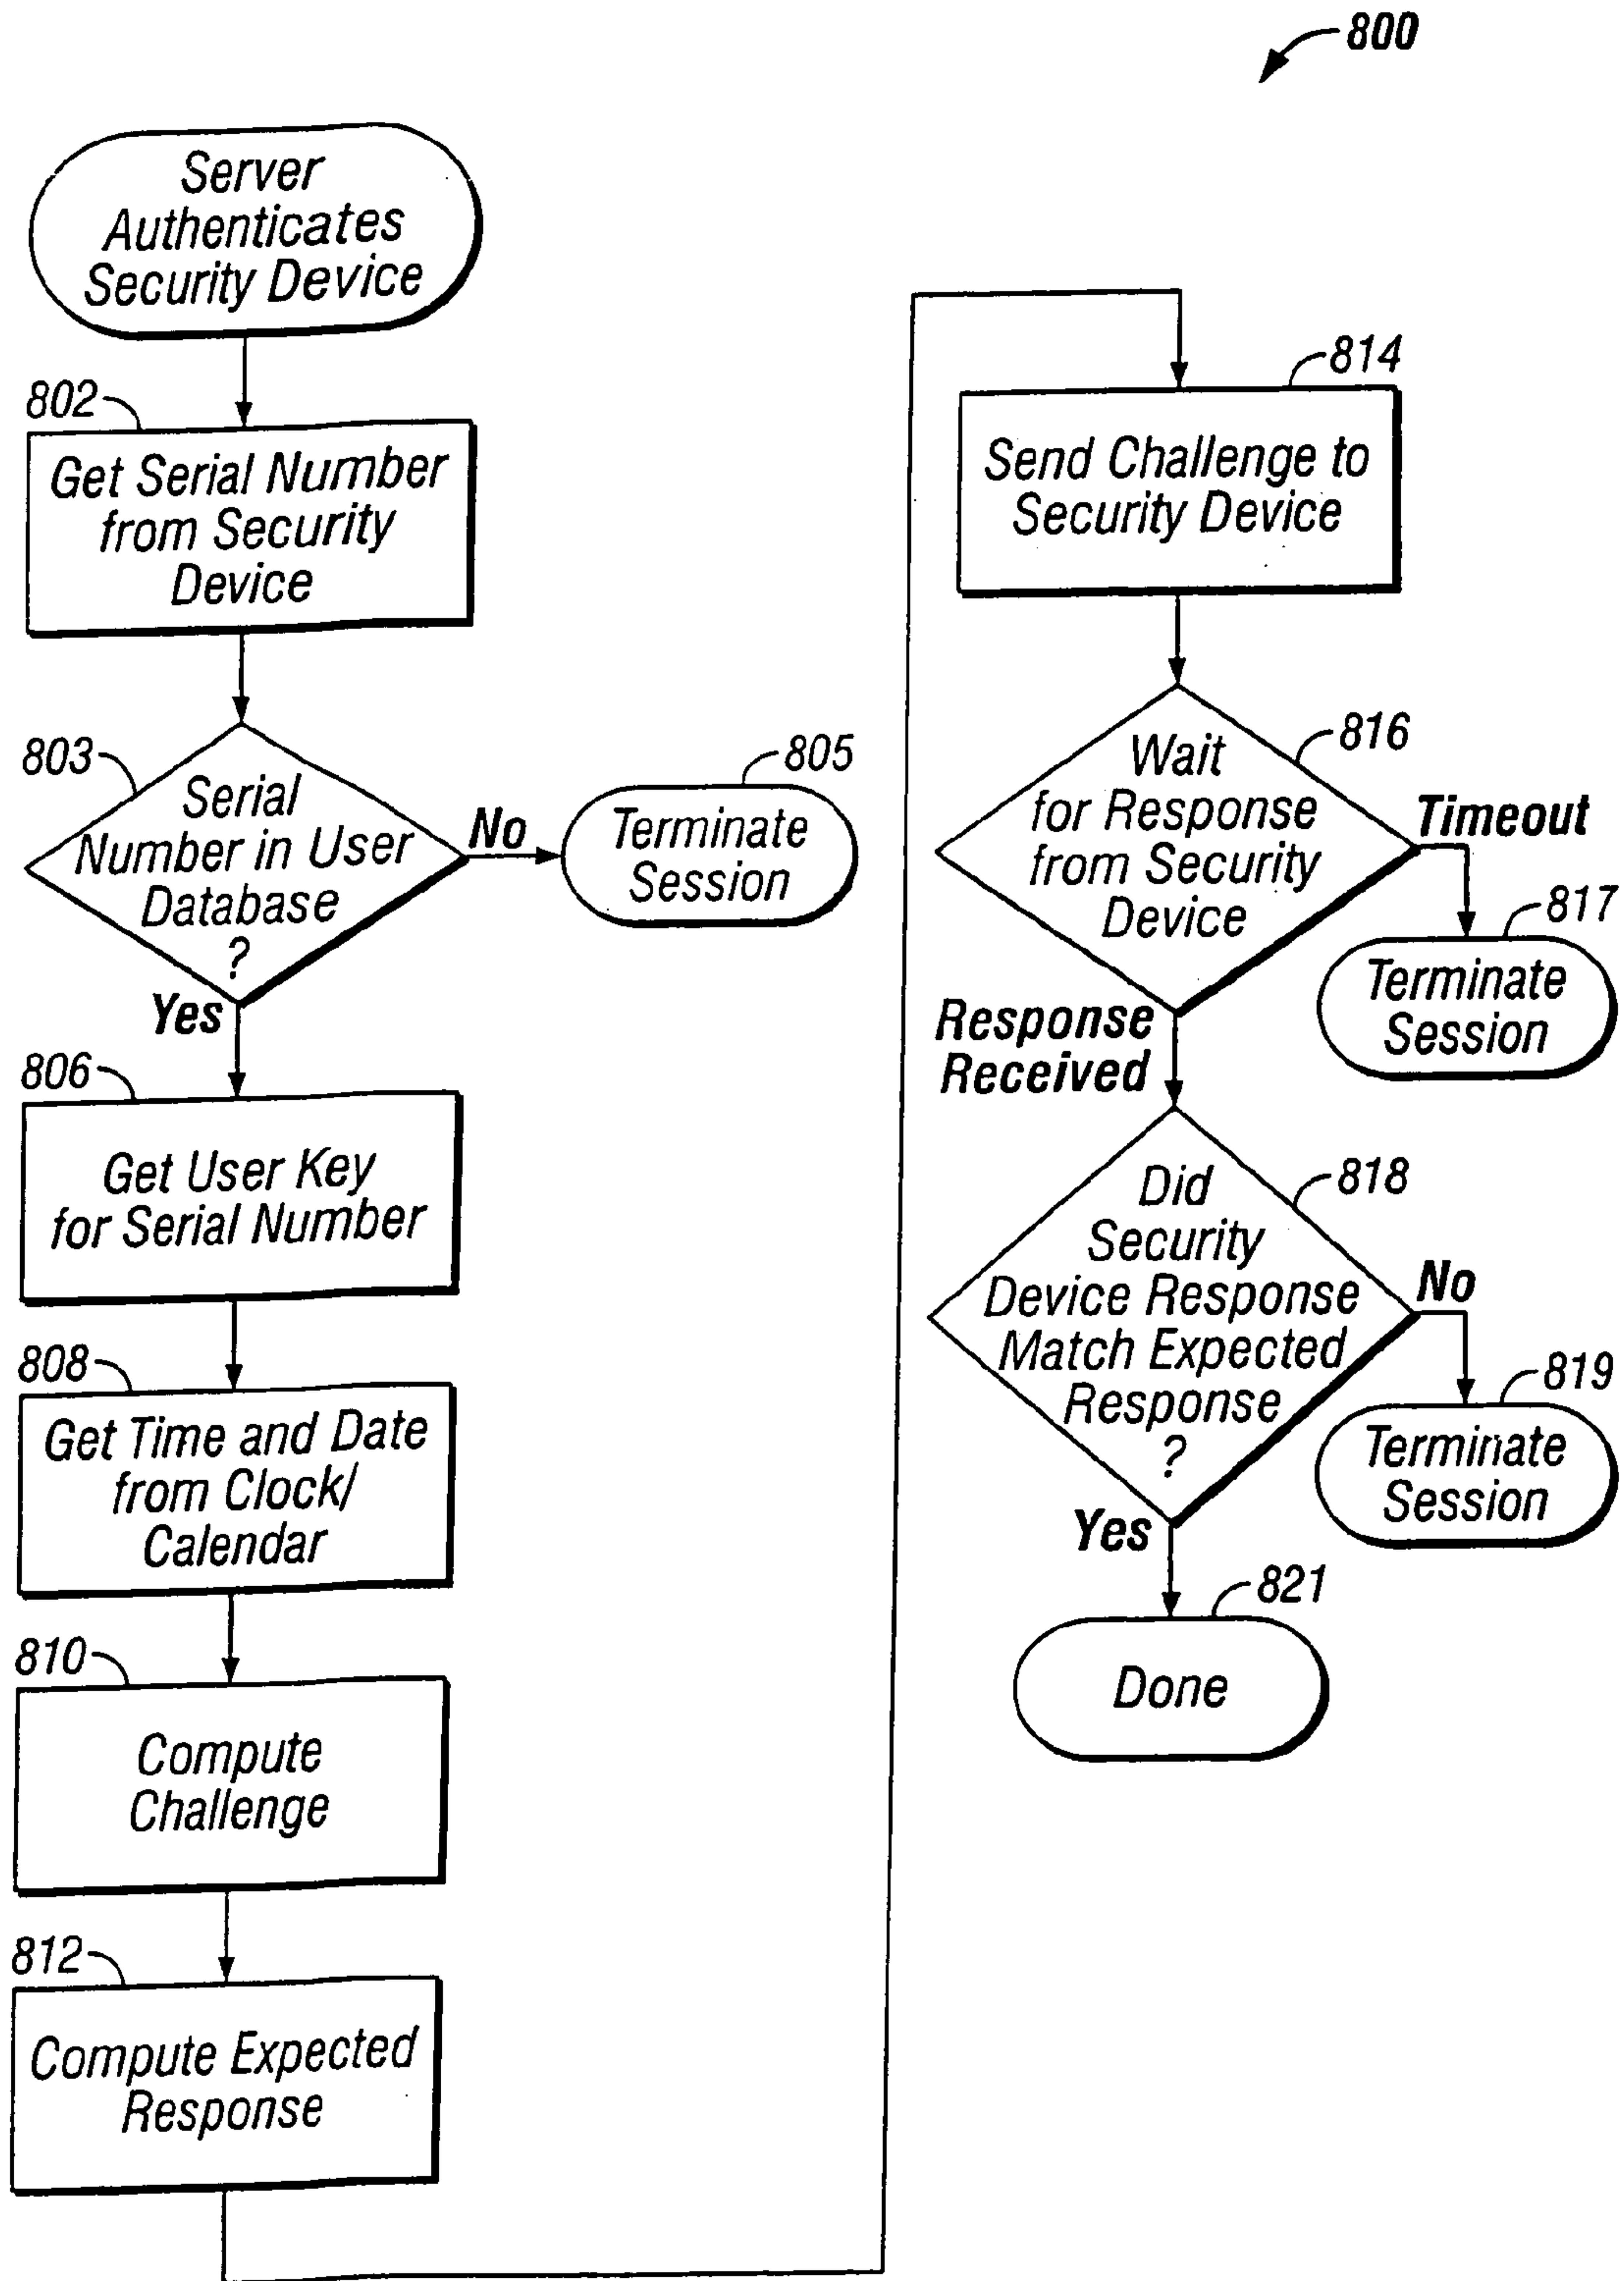 800
Server
Authenticates
Security Device
802
Get Serial Number
from Security
Device
803
Serial
Number in User
Database
?
No
805
Terminate
Session
Yes
806
Get User Key
for Serial Number
808
Get Time and Date
from Clock/
Calendar
810
Compute
Challenge
812
Compute Expected
Response
814
Send Challenge to
Security Device
816
Wait
for Response
from Security
Device
Timeout
817
Terminate
Session
Response
Received
818
Did
Security
Device Response
Match Expected
Response
?
No
819
Terminate
Session
Yes
821
Done